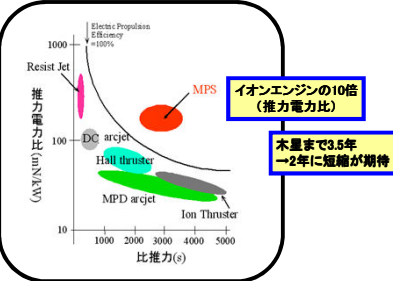 Electric Propulsion
Efficiency
=100%
1000
Resist Jet
MPS
イオンエンジンの10倍
（推力電力比）
推力電力比(mN/kW)
100
DC arcjet
木星まで3.5年
→2年に短縮が期待
Hall thruster
MPD arcjet
Ion Thruster
10
1000 2000 3000 4000 5000
比推力(s)